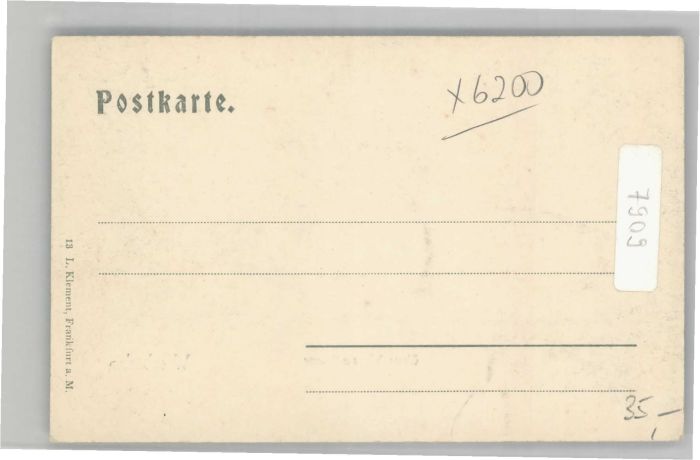 Postkarte.
X6200
7909
13 L. Klement, Frankfurt a. M.
35,-